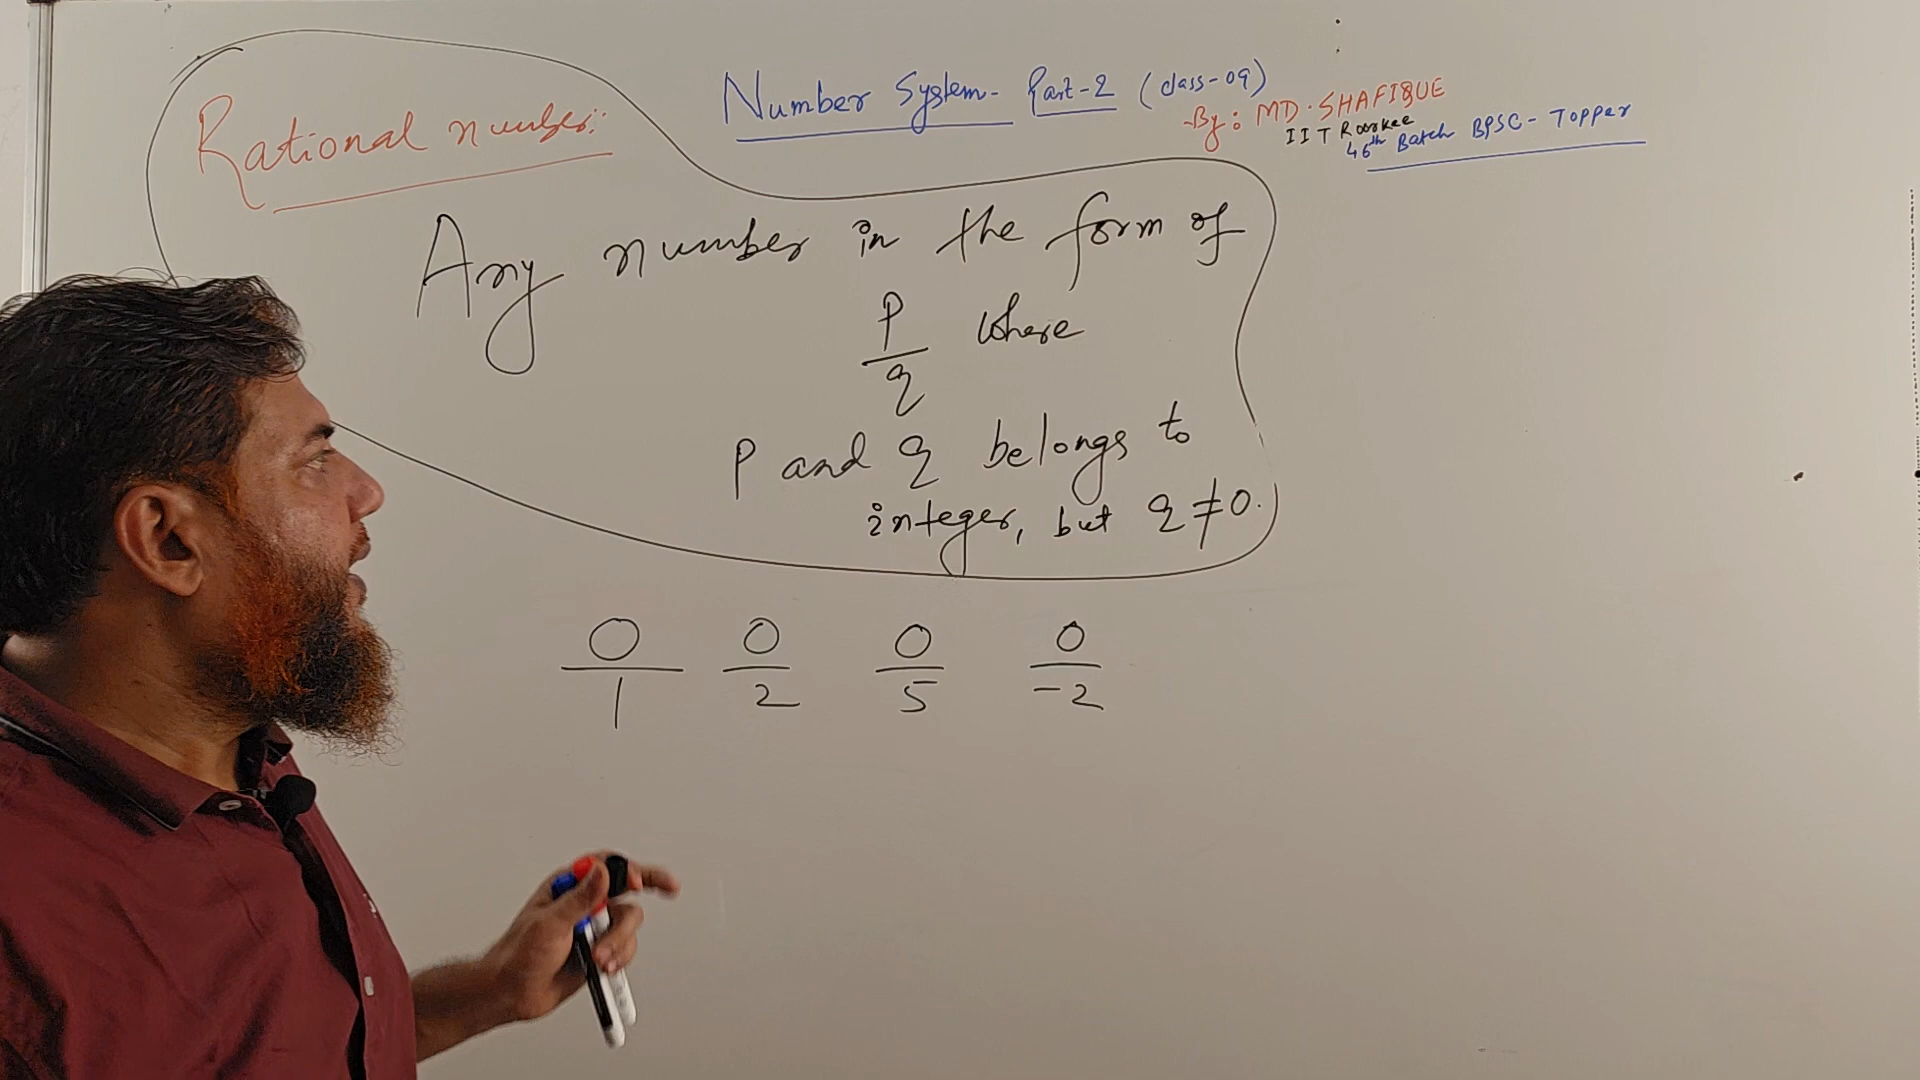 Number System- Part-2 (class-09)
By: MD. SHAFIQUE
IIT Roorkee
46th Batch BPSC-Topper
Rational number:
Any number in the form of
P/q where
P and q belongs to
integer, but q ≠ 0.
0/1 0/2 0/5 0/-2